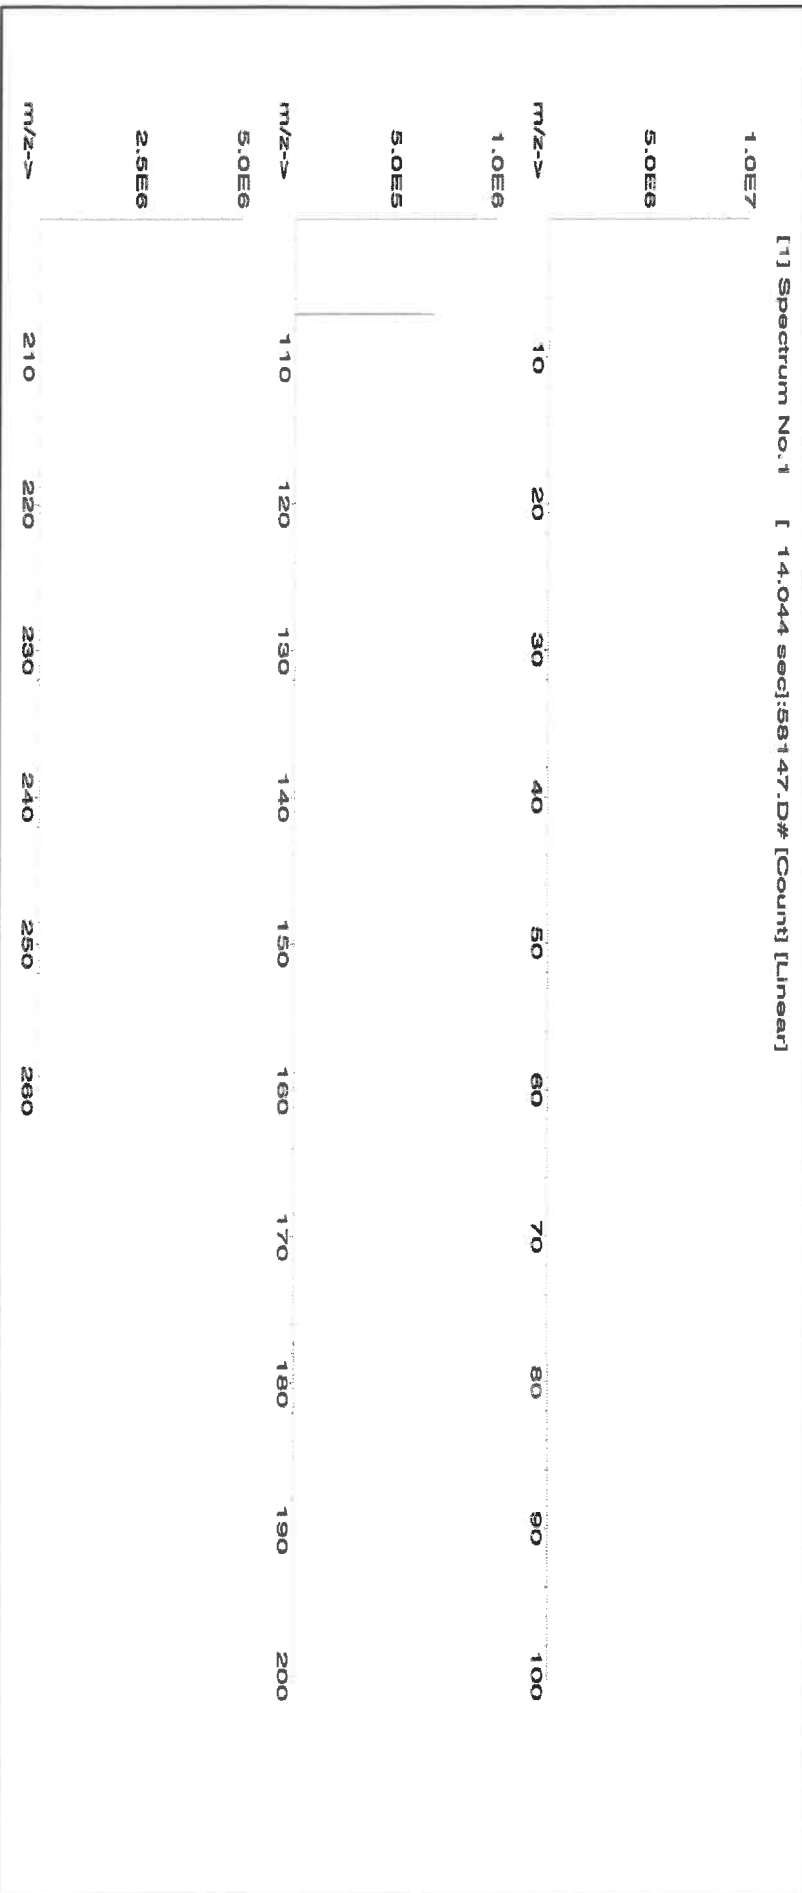 [1] Spectrum No.1 [ 14.044 sec]:58147.D# [Count] [Linear]
1.0E7
5.0E6
m/z-> 10 20 30 40 50 60 70 80 90 100
1.0E6
5.0E5
m/z-> 110 120 130 140 150 160 170 180 190 200
5.0E6
2.5E6
m/z-> 210 220 230 240 250 260